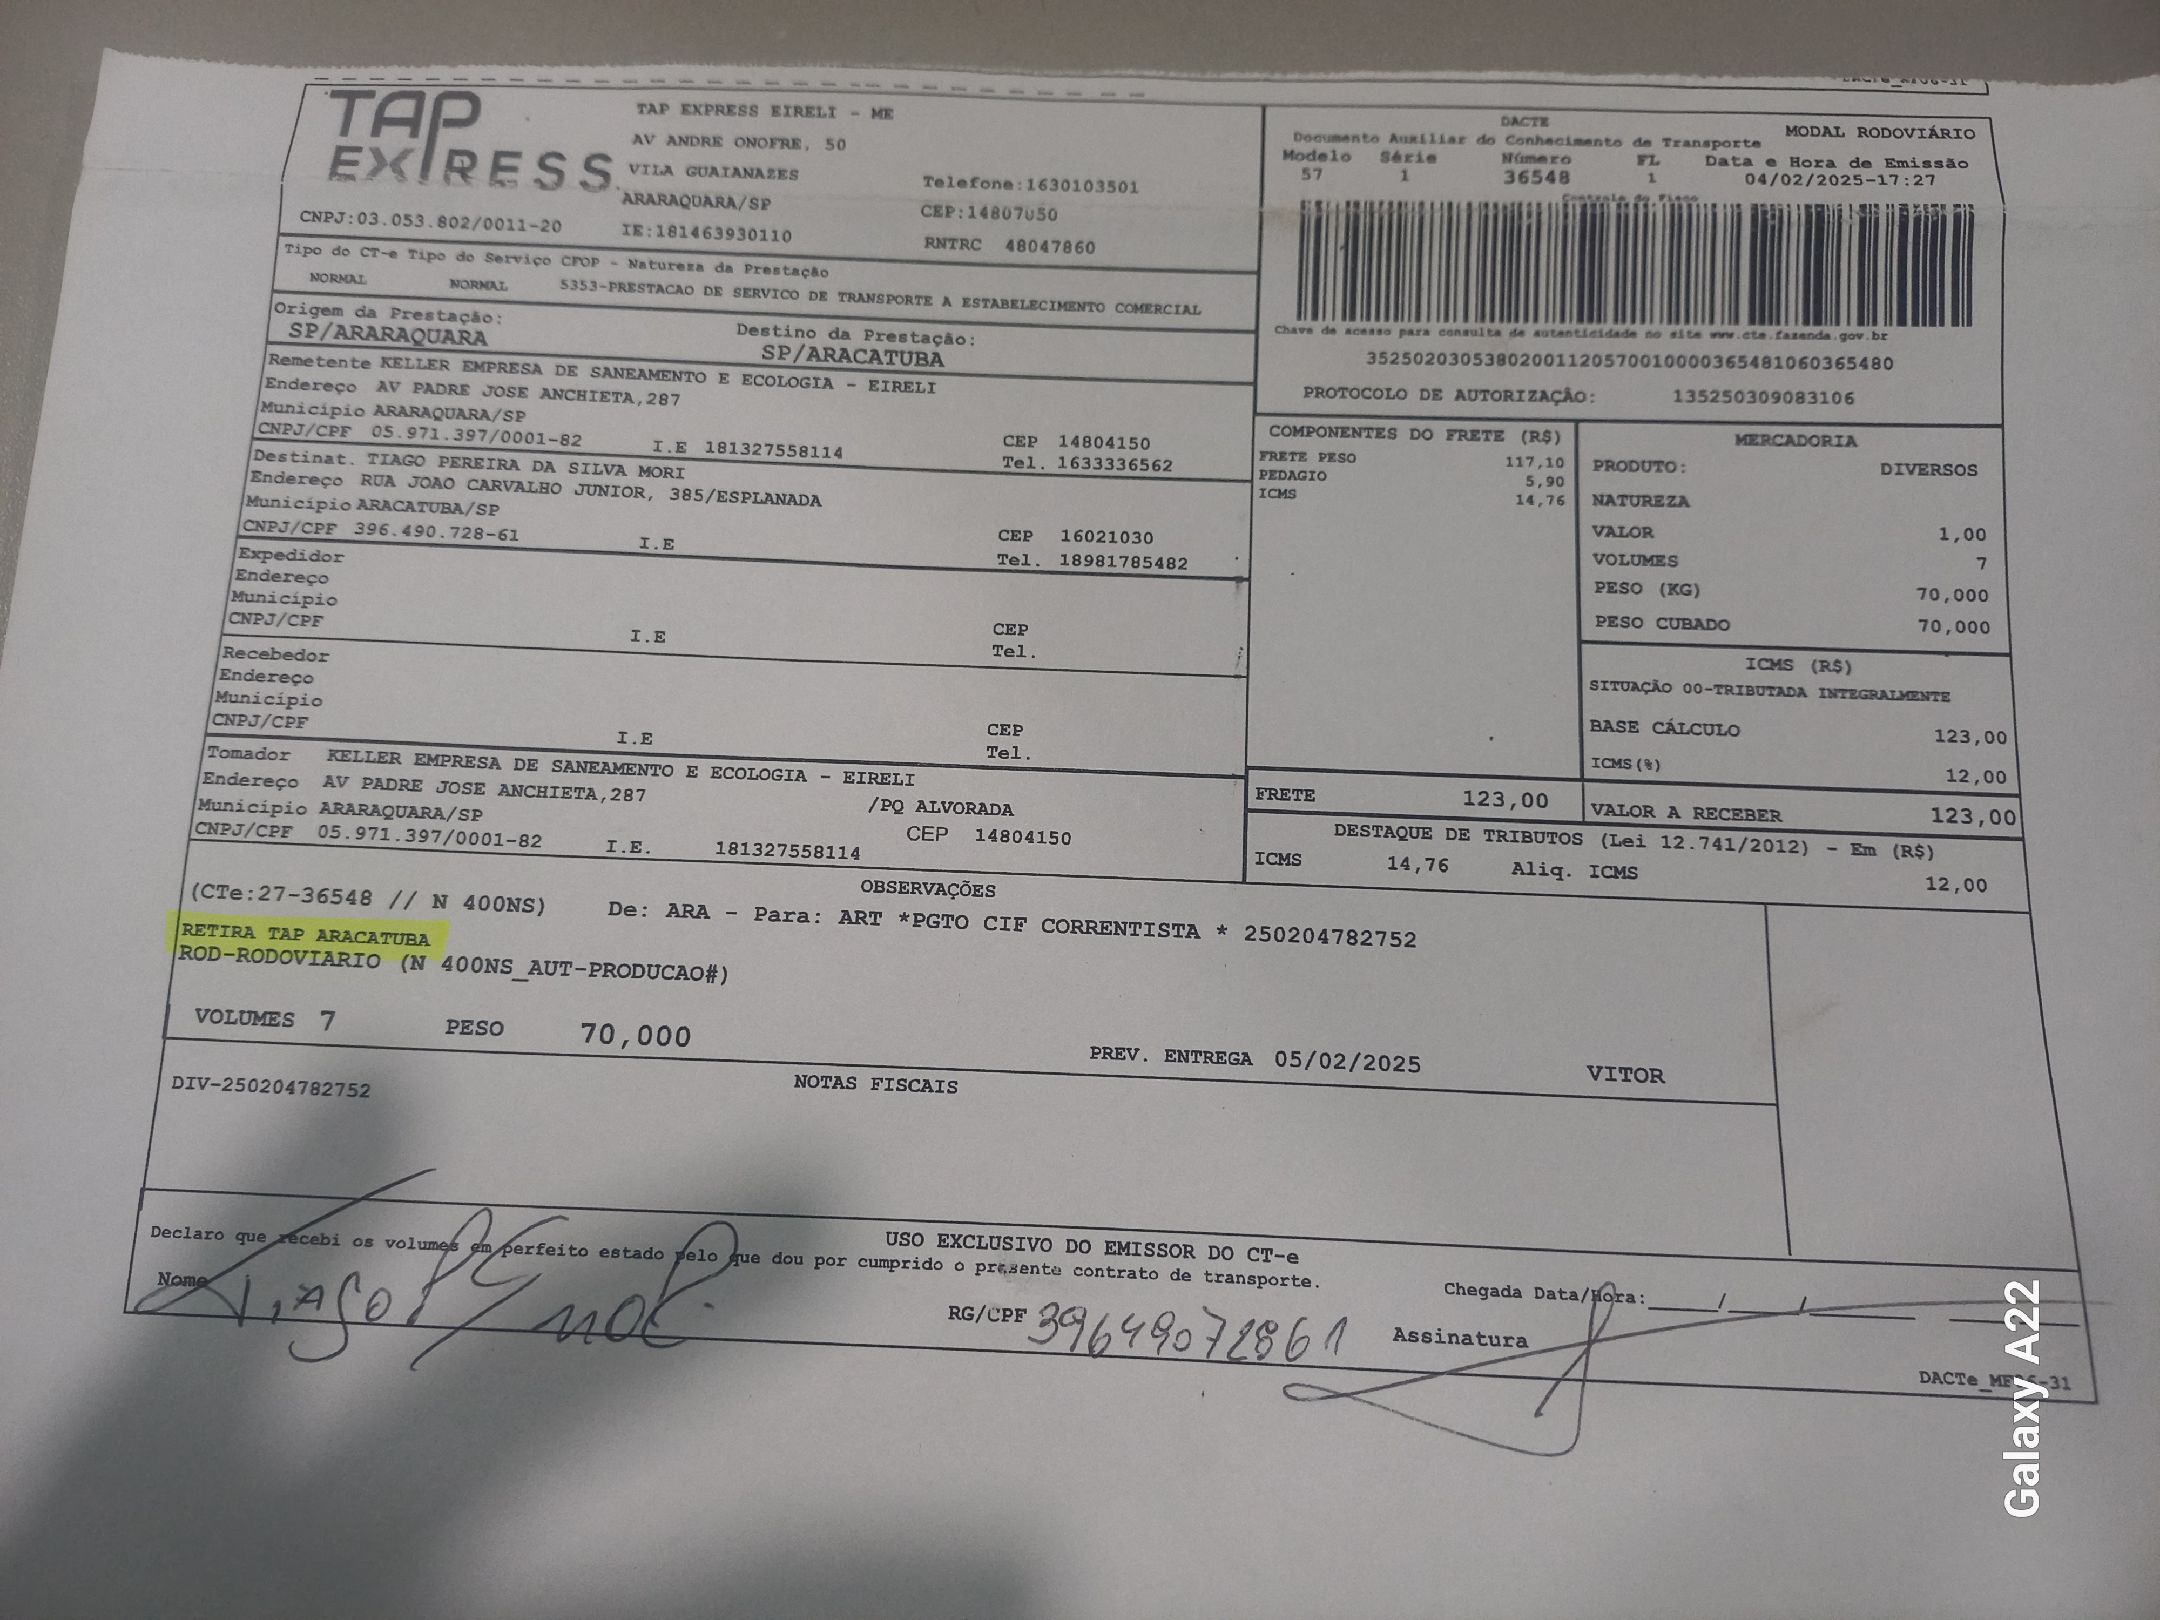 TAP EXPRESS
TAP EXPRESS EIRELI - ME
AV ANDRE ONOFRE, 50
VILA GUAIANAZES
ARARAQUARA/SP
Telefone:1630103501
CEP:14807050
CNPJ:03.053.802/0011-20 IE:181463930110 RNTRC 48047860
DACTE
Documento Auxiliar do Conhecimento de Transporte MODAL RODOVIÁRIO
Modelo Série Número FL Data e Hora de Emissão
57 1 36548 1 04/02/2025-17:27
Controle do Fisco
Chave de acesso para consulta de autenticidade no site www.cte.fazenda.gov.br
35250203053802001120570010000365481060365480
PROTOCOLO DE AUTORIZAÇÂO: 135250309083106
Tipo do CT-e Tipo do Serviço CFOP - Natureza da Prestação
NORMAL NORMAL 5353-PRESTACAO DE SERVICO DE TRANSPORTE A ESTABELECIMENTO COMERCIAL
Origem da Prestação: Destino da Prestação:
SP/ARARAQUARA SP/ARACATUBA
Remetente KELLER EMPRESA DE SANEAMENTO E ECOLOGIA - EIRELI
Endereço AV PADRE JOSE ANCHIETA,287
Município ARARAQUARA/SP CEP 14804150
CNPJ/CPF 05.971.397/0001-82 I.E 181327558114 Tel. 1633336562
Destinat. TIAGO PEREIRA DA SILVA MORI
Endereço RUA JOAO CARVALHO JUNIOR, 385/ESPLANADA
Município ARACATUBA/SP CEP 16021030
CNPJ/CPF 396.490.728-61 I.E Tel. 18981785482
Expedidor
Endereço
Município CEP
CNPJ/CPF I.E Tel.
Recebedor
Endereço
Município CEP
CNPJ/CPF I.E Tel.
Tomador KELLER EMPRESA DE SANEAMENTO E ECOLOGIA - EIRELI
Endereço AV PADRE JOSE ANCHIETA,287 /PQ ALVORADA
Município ARARAQUARA/SP CEP 14804150
CNPJ/CPF 05.971.397/0001-82 I.E. 181327558114
COMPONENTES DO FRETE (R$)
FRETE PESO 117,10
PEDAGIO 5,90
ICMS 14,76
MERCADORIA
PRODUTO: DIVERSOS
NATUREZA
VALOR 1,00
VOLUMES 7
PESO (KG) 70,000
PESO CUBADO 70,000
ICMS (R$)
SITUAÇÃO 00-TRIBUTADA INTEGRALMENTE
BASE CÁLCULO 123,00
ICMS(%) 12,00
FRETE 123,00 VALOR A RECEBER 123,00
DESTAQUE DE TRIBUTOS (Lei 12.741/2012) - Em (R$)
ICMS 14,76 Aliq. ICMS 12,00
OBSERVAÇÕES
(CTe:27-36548 // N 400NS) De: ARA - Para: ART *PGTO CIF CORRENTISTA * 250204782752
RETIRA TAP ARACATUBA
ROD-RODOVIARIO (N 400NS_AUT-PRODUCAO#)
VOLUMES 7 PESO 70,000 PREV. ENTREGA 05/02/2025 VITOR
NOTAS FISCAIS
DIV-250204782752
USO EXCLUSIVO DO EMISSOR DO CT-e
Declaro que recebi os volumes em perfeito estado pelo que dou por cumprido o presente contrato de transporte.
Nome Tiago RG/CPF 39649072861 Assinatura
Chegada Data/Hora:____/____/____ ____
Galaxy A22